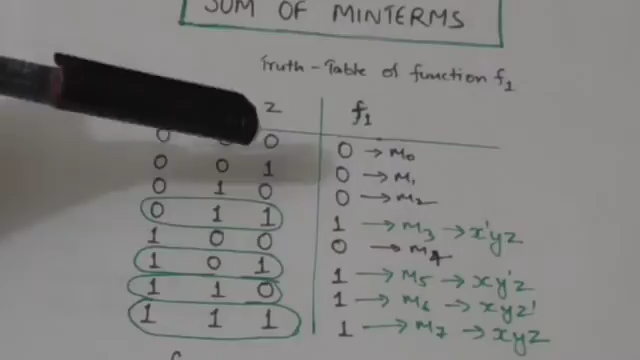 SUM OF MINTERMS
Truth-Table of function f1
z f1
0 0 0 → m0
0 0 1 0 → m1
0 1 0 0 → m2
0 1 1 1 → m3 → x'yz
1 0 0 0 → m4
1 0 1 1 → m5 → xy'z
1 1 0 1 → m6 → xyz'
1 1 1 1 → m7 → xyz